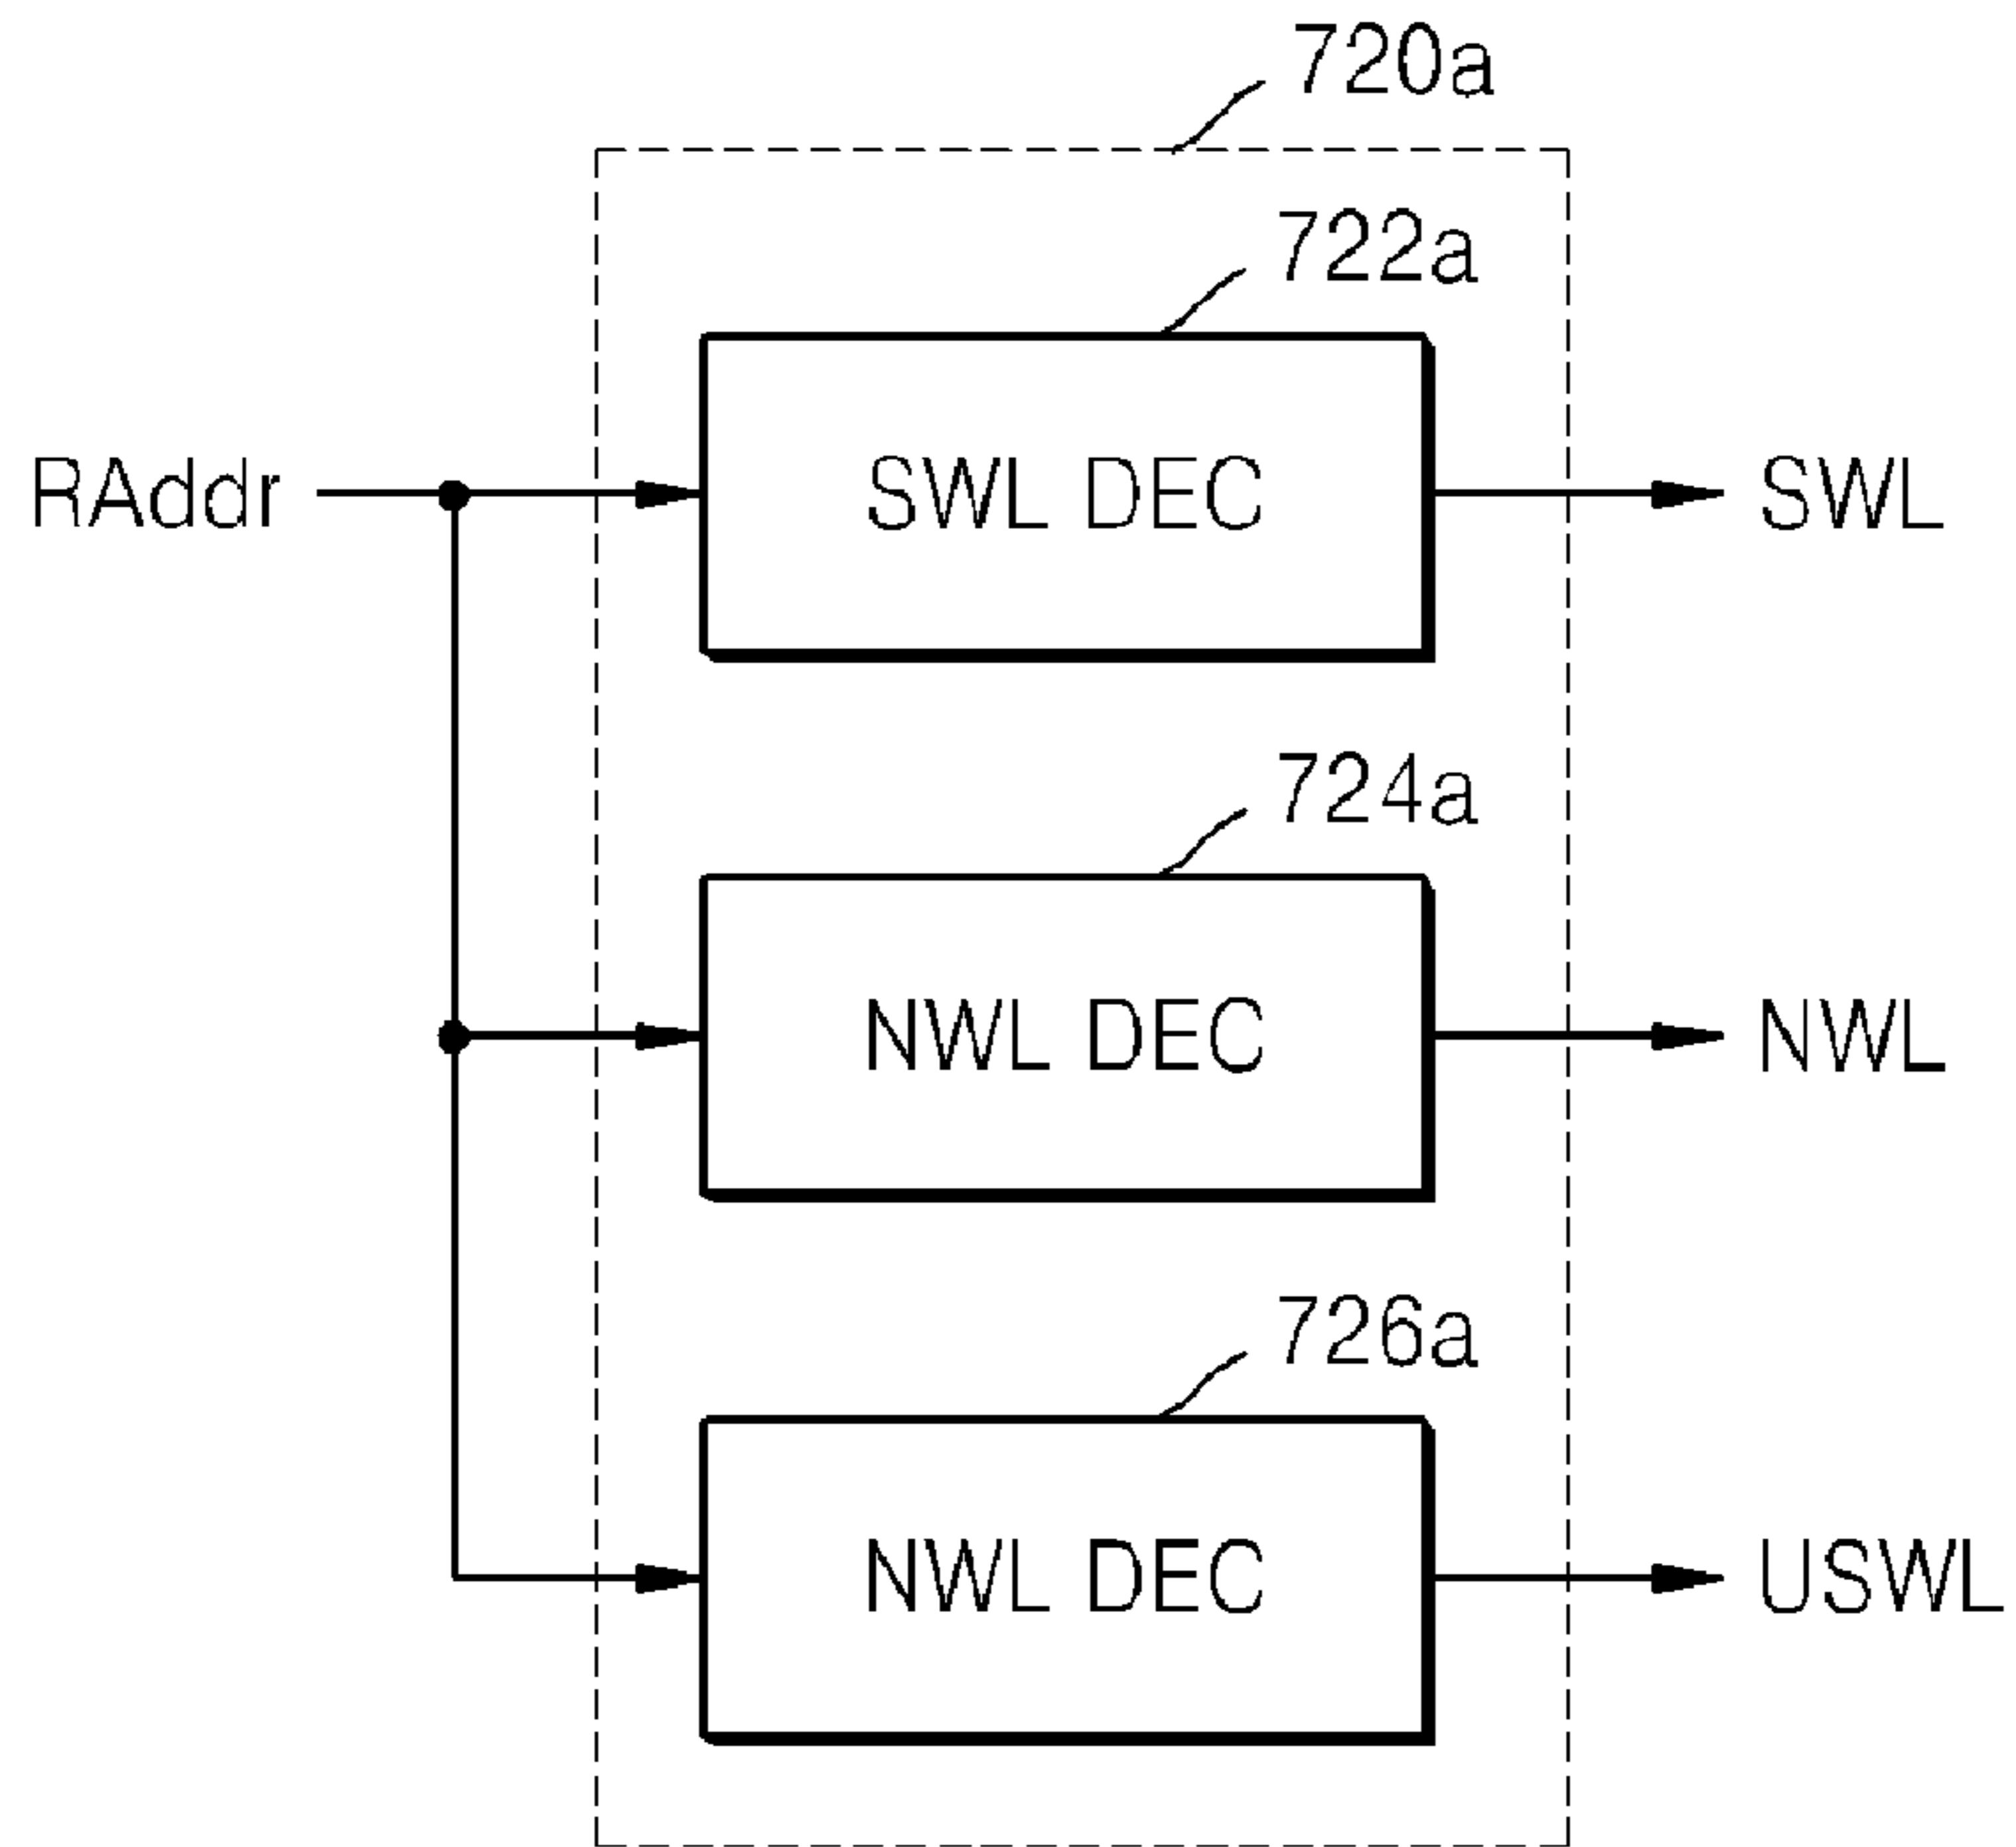 720a
722a
RAddr
SWL DEC
SWL
724a
NWL DEC
NWL
726a
NWL DEC
USWL